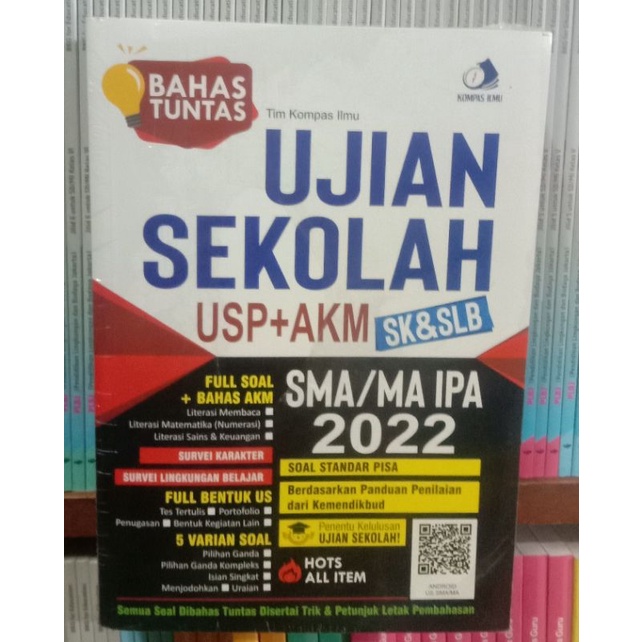 BAHAS
TUNTAS
KOMPAS ILMU
Tim Kompas Ilmu
UJIAN
SEKOLAH
USP+AKM
SK&SLB
FULL SOAL
+ BAHAS AKM
Literasi Membaca
Literasi Matematika (Numerasi)
Literasi Sains & Keuangan
SURVEI KARAKTER
SURVEI LINGKUNGAN BELAJAR
FULL BENTUK US
Tes Tertulis Portofolio
Penugasan Bentuk Kegiatan Lain
5 VARIAN SOAL
Pilihan Ganda
Pilihan Ganda Kompleks
Isian Singkat
Menjodohkan Uraian
SMA/MA IPA
2022
SOAL STANDAR PISA
Berdasarkan Panduan Penilaian
dari Kemendikbud
Penentu Kelulusan
UJIAN SEKOLAH!
HOTS
ALL ITEM
Semua Soal Dibahas Tuntas Disertai Trik & Petunjuk Letak Pembahasan